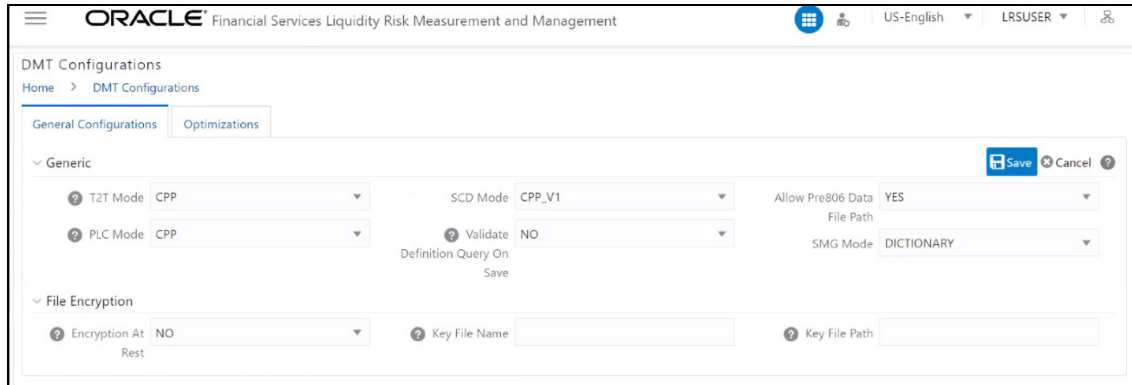 ORACLE Financial Services Liquidity Risk Measurement and Management US-English LRSUSER
DMT Configurations
Home > DMT Configurations
General Configurations Optimizations
Generic Save Cancel ?
? T2T Mode CPP SCD Mode CPP_V1 Allow Pre806 Data File Path YES
? PLC Mode CPP ? Validate Definition Query On Save NO SMG Mode DICTIONARY
File Encryption
? Encryption At Rest NO ? Key File Name ? Key File Path